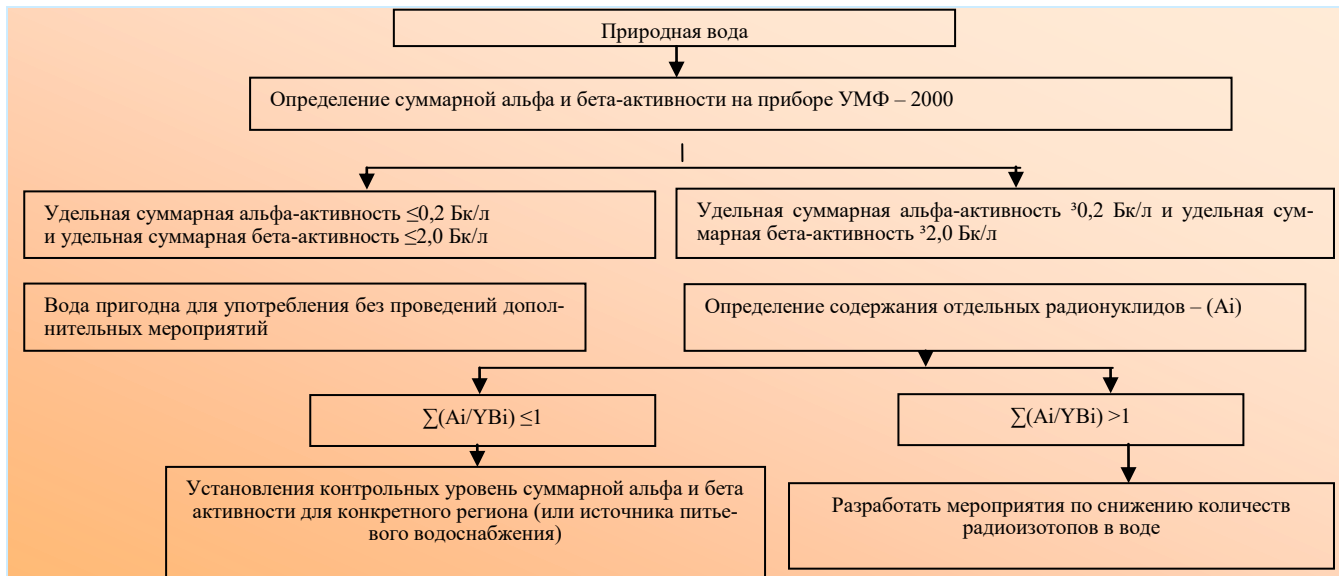 Природная вода
Определение суммарной альфа и бета-активности на приборе УМФ – 2000
Удельная суммарная альфа-активность ≤0,2 Бк/л
и удельная суммарная бета-активность ≤2,0 Бк/л
Удельная суммарная альфа-активность ³0,2 Бк/л и удельная сум-
марная бета-активность ³2,0 Бк/л
Вода пригодна для употребления без проведений допол-
нительных мероприятий
Определение содержания отдельных радионуклидов – (Ai)
∑(Ai/YBi) ≤1
∑(Ai/YBi) >1
Установления контрольных уровень суммарной альфа и бета
активности для конкретного региона (или источника питье-
вого водоснабжения)
Разработать мероприятия по снижению количеств
радиоизотопов в воде